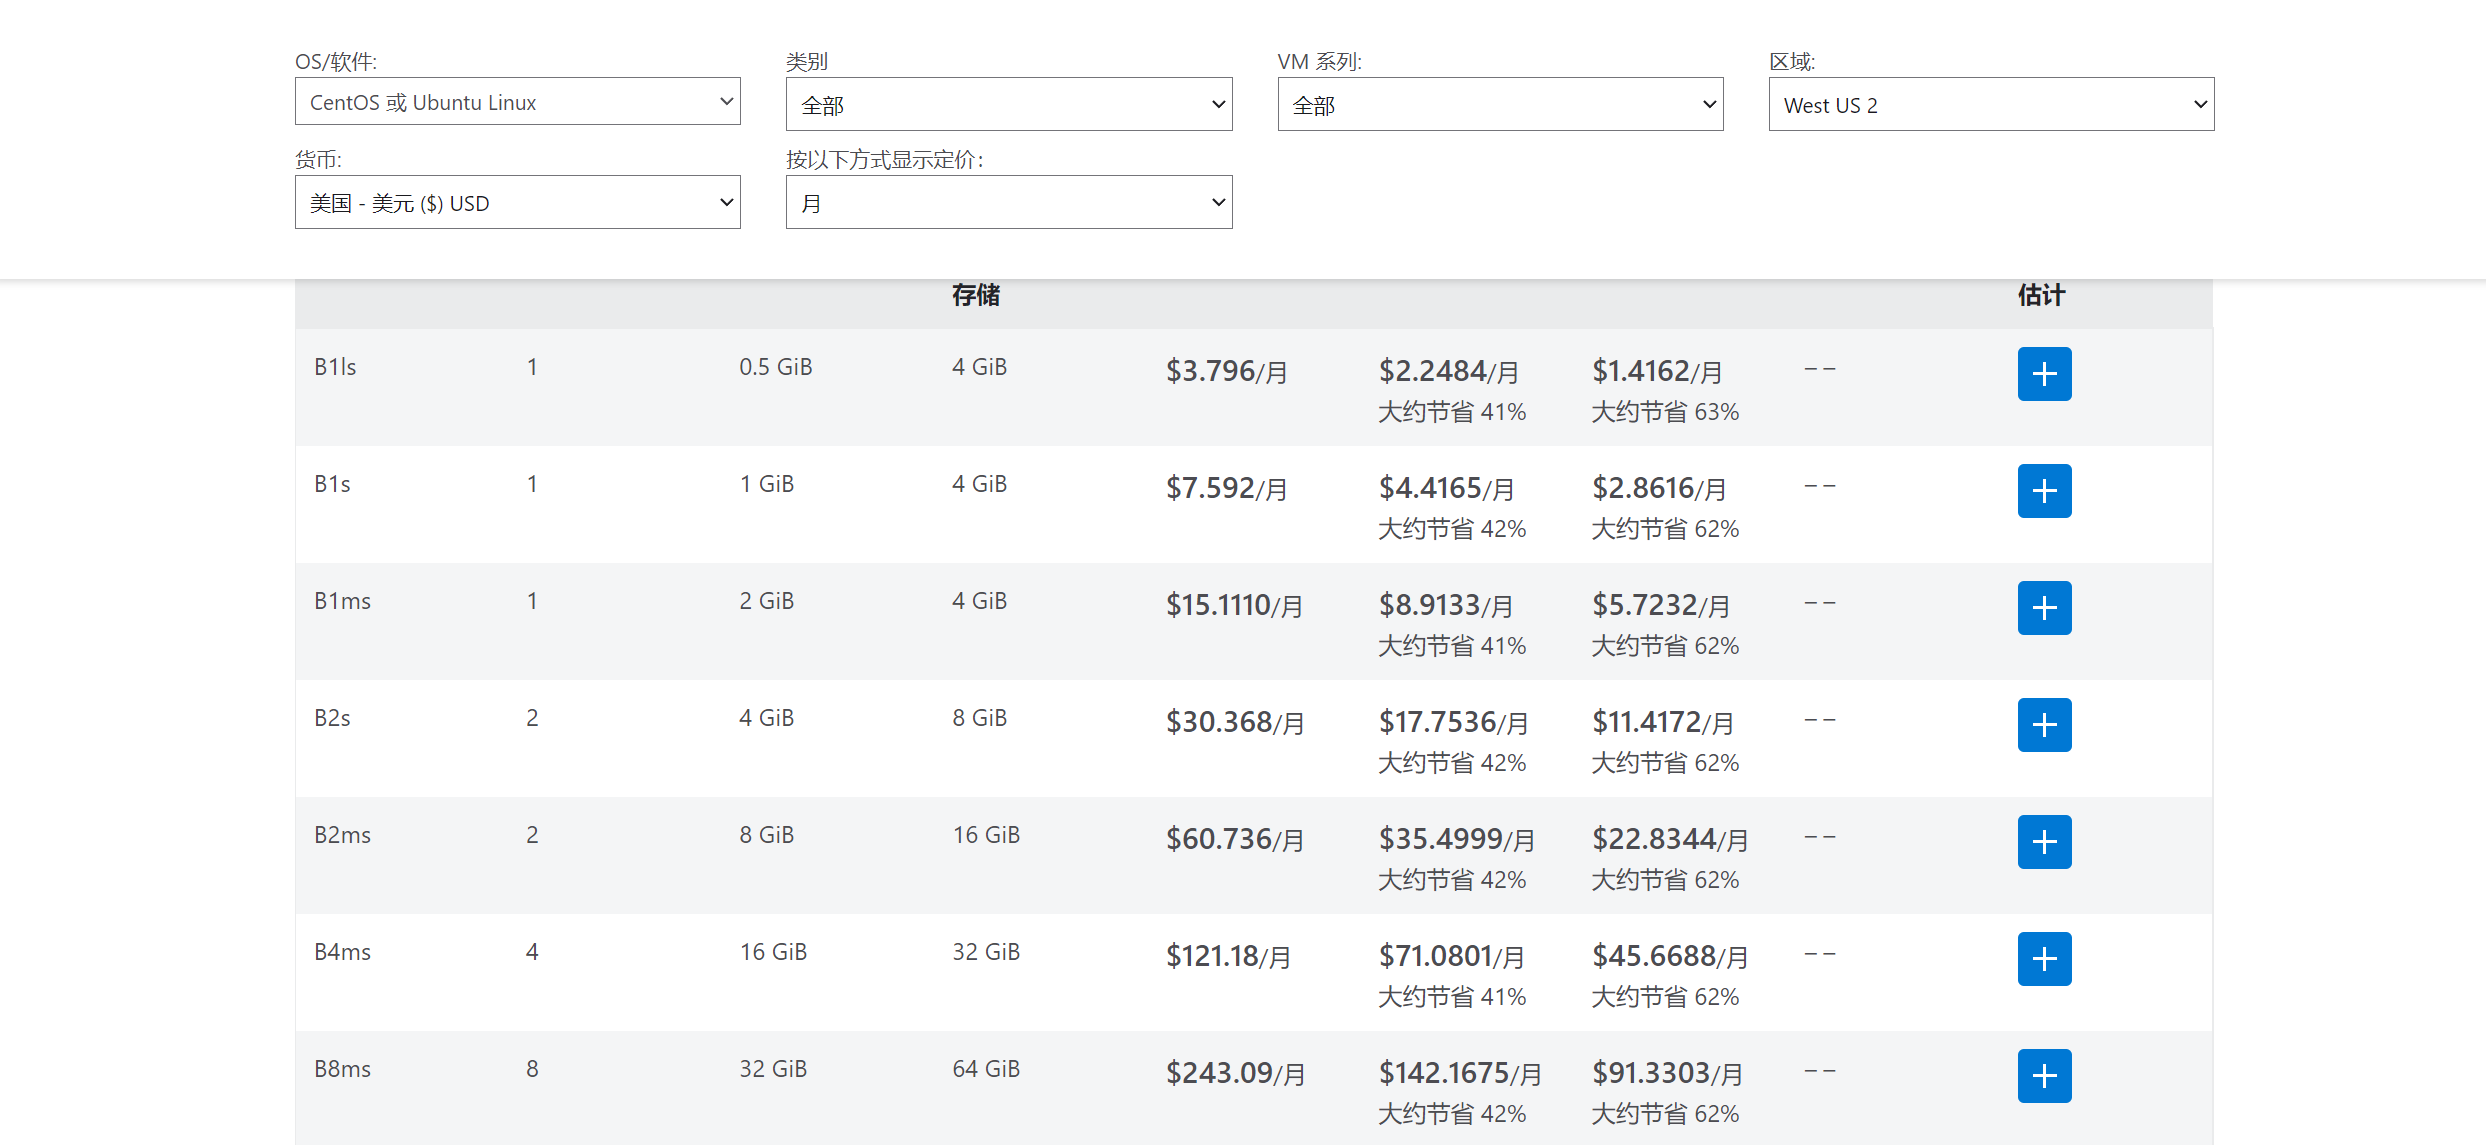 OS/软件: 类别 VM 系列: 区域:
CentOS 或 Ubuntu Linux 全部 全部 West US 2
货币: 按以下方式显示定价:
美国 - 美元 ($) USD 月
存储 估计
B1ls 1 0.5 GiB 4 GiB $3.796/月 $2.2484/月 $1.4162/月 --
大约节省 41% 大约节省 63%
B1s 1 1 GiB 4 GiB $7.592/月 $4.4165/月 $2.8616/月 --
大约节省 42% 大约节省 62%
B1ms 1 2 GiB 4 GiB $15.1110/月 $8.9133/月 $5.7232/月 --
大约节省 41% 大约节省 62%
B2s 2 4 GiB 8 GiB $30.368/月 $17.7536/月 $11.4172/月 --
大约节省 42% 大约节省 62%
B2ms 2 8 GiB 16 GiB $60.736/月 $35.4999/月 $22.8344/月 --
大约节省 42% 大约节省 62%
B4ms 4 16 GiB 32 GiB $121.18/月 $71.0801/月 $45.6688/月 --
大约节省 41% 大约节省 62%
B8ms 8 32 GiB 64 GiB $243.09/月 $142.1675/月 $91.3303/月 --
大约节省 42% 大约节省 62%